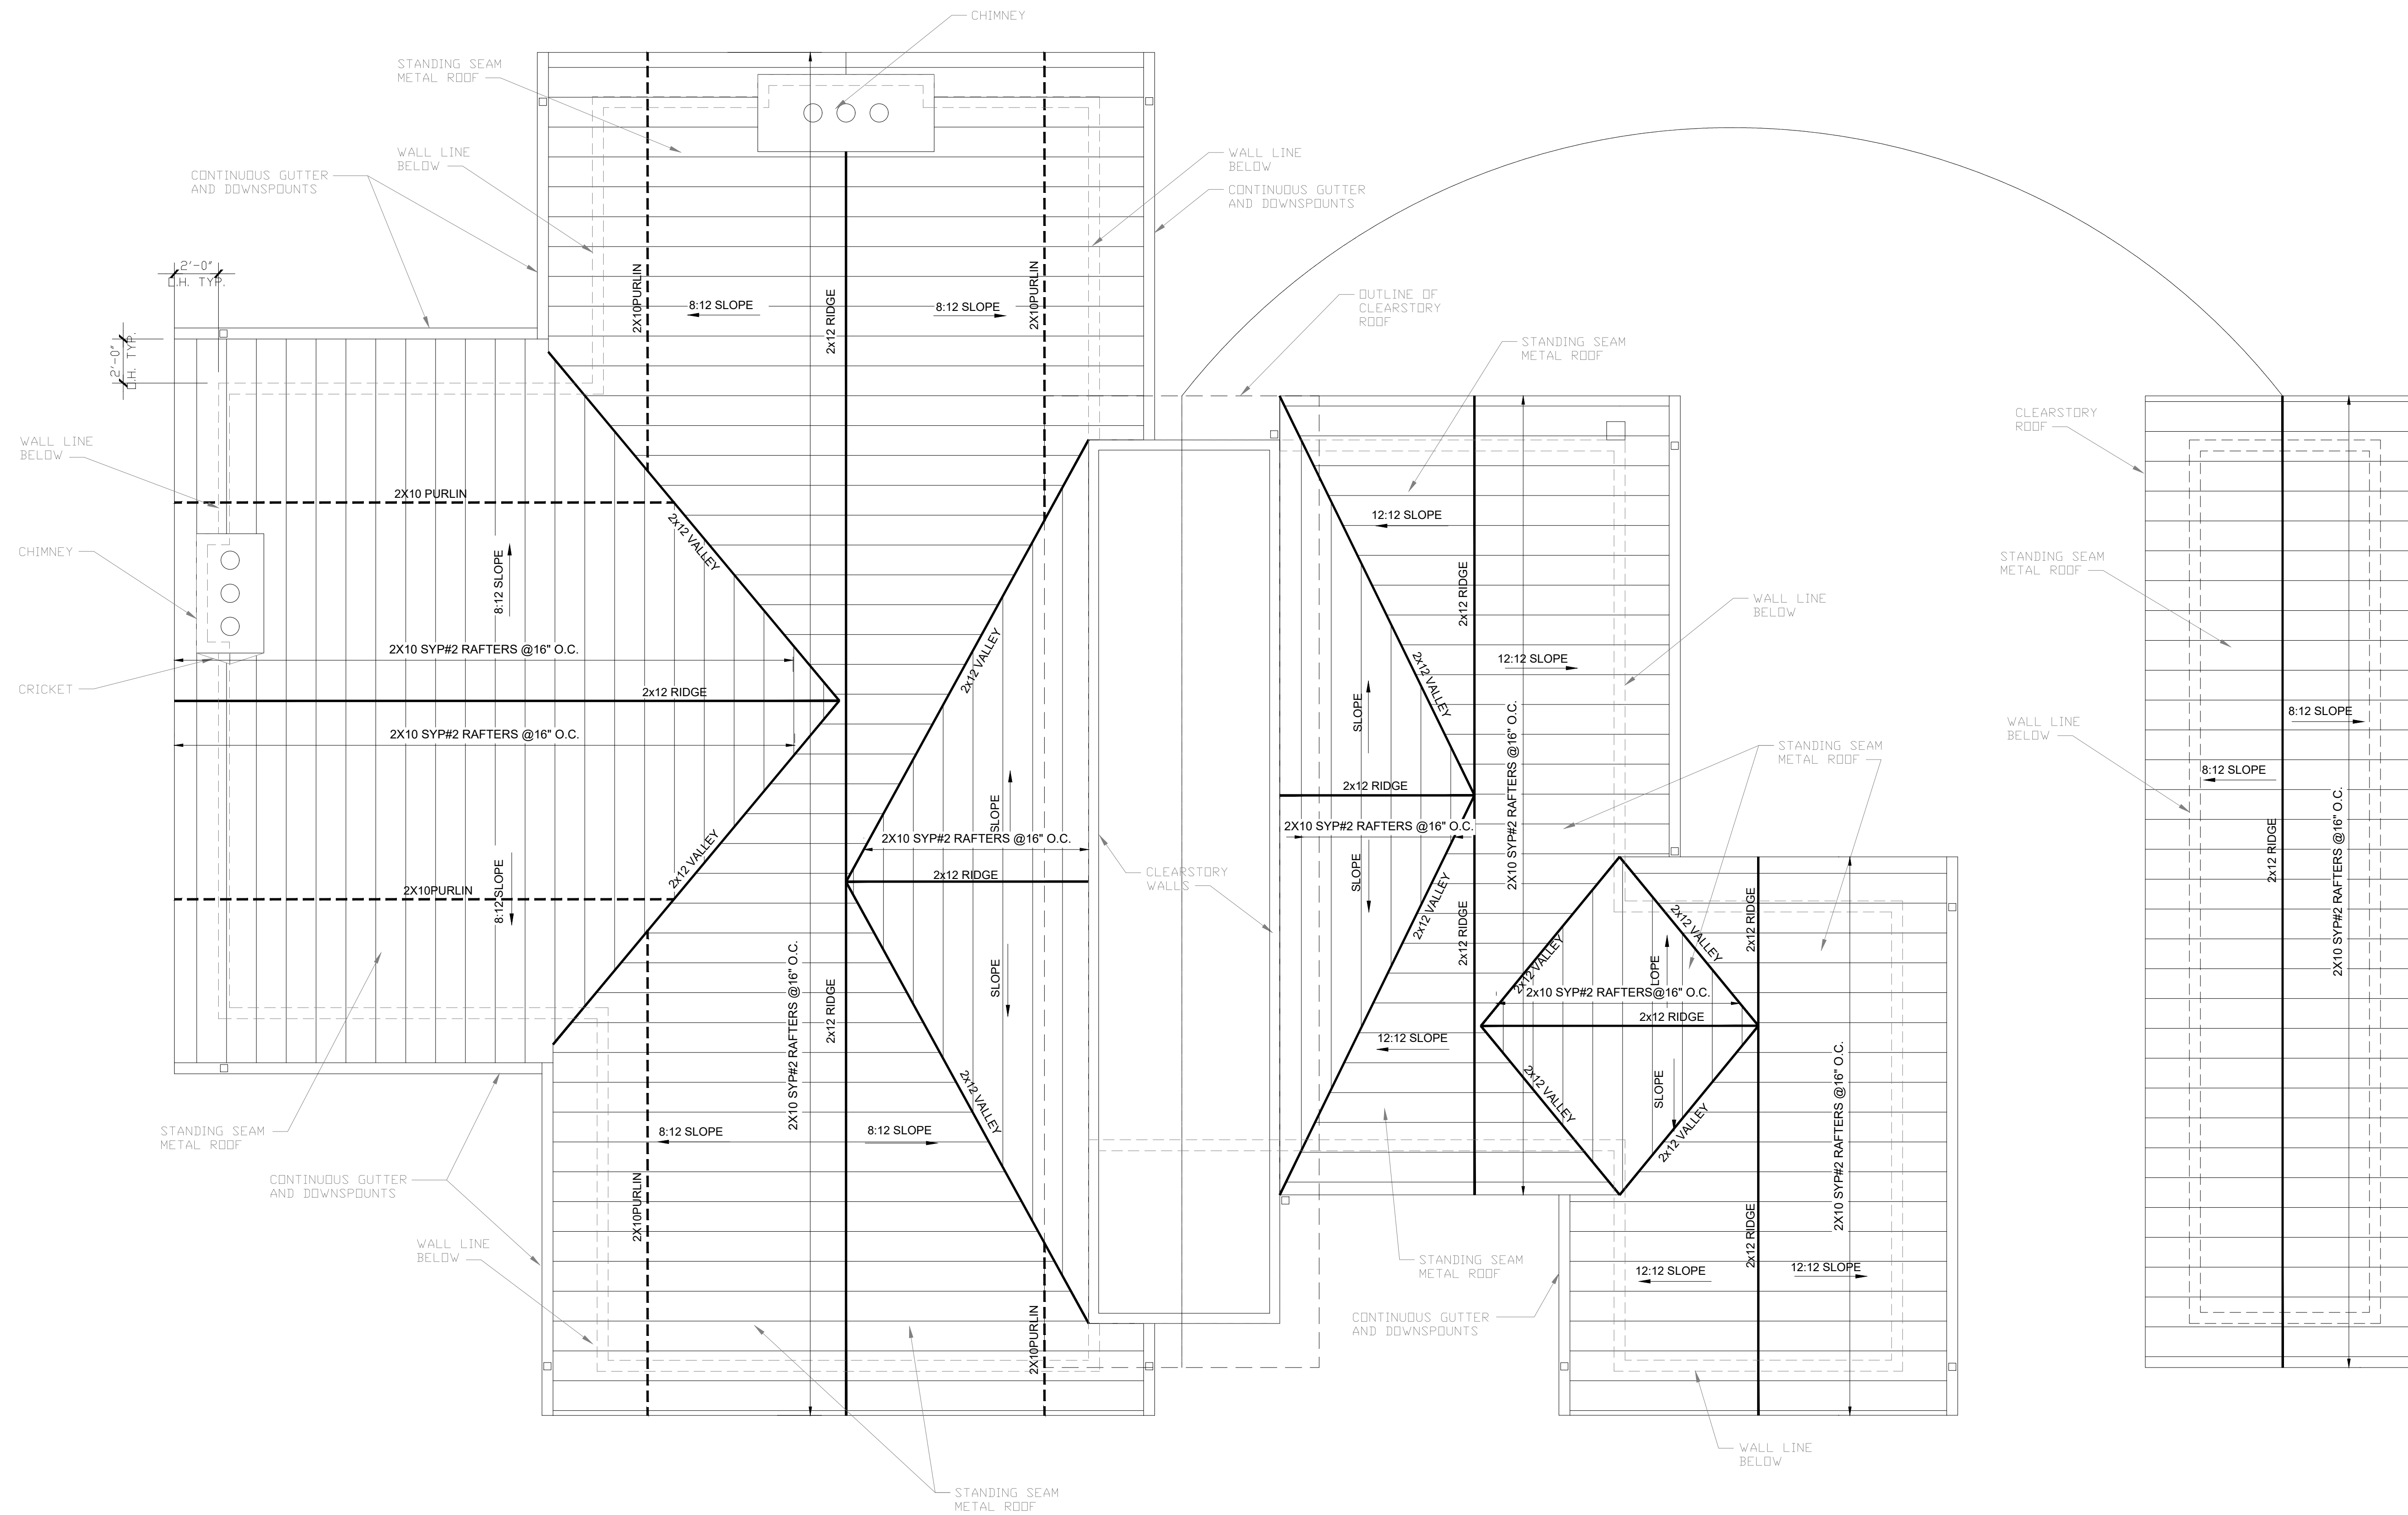 CHIMNEY
STANDING SEAM
METAL ROOF
WALL LINE
BELOW
CONTINUOUS GUTTER
AND DOWNSPOUNTS
WALL LINE
BELOW
CONTINUOUS GUTTER
AND DOWNSPOUNTS
2'-0"
O.H. TYP.
2'-0"
O.H. TYP.
2X10PURLIN
8:12 SLOPE
2x12 RIDGE
8:12 SLOPE
2X10PURLIN
OUTLINE OF
CLEARSTORY
ROOF
STANDING SEAM
METAL ROOF
CLEARSTORY
ROOF
WALL LINE
BELOW
2X10 PURLIN
2x12 VALLEY
12:12 SLOPE
CHIMNEY
8:12 SLOPE
2x12 RIDGE
STANDING SEAM
METAL ROOF
WALL LINE
BELOW
2X10 SYP#2 RAFTERS @16" O.C.
2x12 VALLEY
2x12 VALLEY
12:12 SLOPE
CRICKET
2x12 RIDGE
SLOPE
8:12 SLOPE
WALL LINE
BELOW
2X10 SYP#2 RAFTERS @16" O.C.
2X10 SYP#2 RAFTERS @16" O.C.
STANDING SEAM
METAL ROOF
8:12 SLOPE
SLOPE
2x12 RIDGE
2X10 SYP#2 RAFTERS @16" O.C.
2X10 SYP#2 RAFTERS @16" O.C.
2x12 RIDGE
2X10 SYP#2 RAFTERS @16" O.C.
2x12 VALLEY
2x12 RIDGE
CLEARSTORY
WALLS
SLOPE
2X10PURLIN
8:12 SLOPE
2x12 VALLEY
2x12 RIDGE
2x12 VALLEY
2x12 RIDGE
2x12 VALLEY
SLOPE
2X10 SYP#2 RAFTERS @16" O.C.
2x12 RIDGE
SLOPE
LOPE
2x10 SYP#2 RAFTERS@16" O.C.
2x12 RIDGE
12:12 SLOPE
2x12 VALLEY
2x12 VALLEY
SLOPE
2x12 VALLEY
2X10 SYP#2 RAFTERS @16" O.C.
STANDING SEAM
METAL ROOF
8:12 SLOPE
8:12 SLOPE
CONTINUOUS GUTTER
AND DOWNSPOUNTS
2X10PURLIN
WALL LINE
BELOW
STANDING SEAM
METAL ROOF
2x12 RIDGE
12:12 SLOPE
12:12 SLOPE
2X10PURLIN
CONTINUOUS GUTTER
AND DOWNSPOUNTS
WALL LINE
BELOW
STANDING SEAM
METAL ROOF